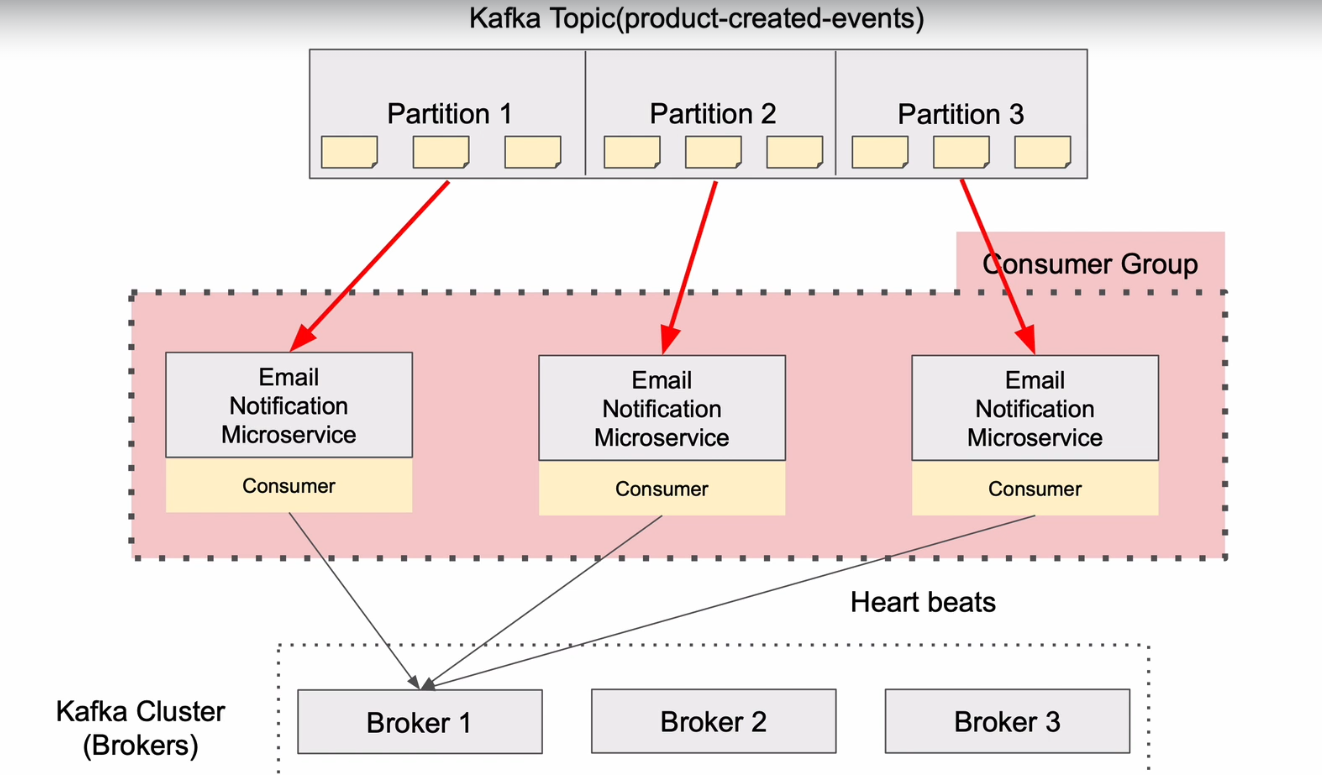 Kafka Topic(product-created-events)
Partition 1
Partition 2
Partition 3
Consumer Group
Email
Notification
Microservice
Consumer
Email
Notification
Microservice
Consumer
Email
Notification
Microservice
Consumer
Heart beats
Kafka Cluster
(Brokers)
Broker 1
Broker 2
Broker 3